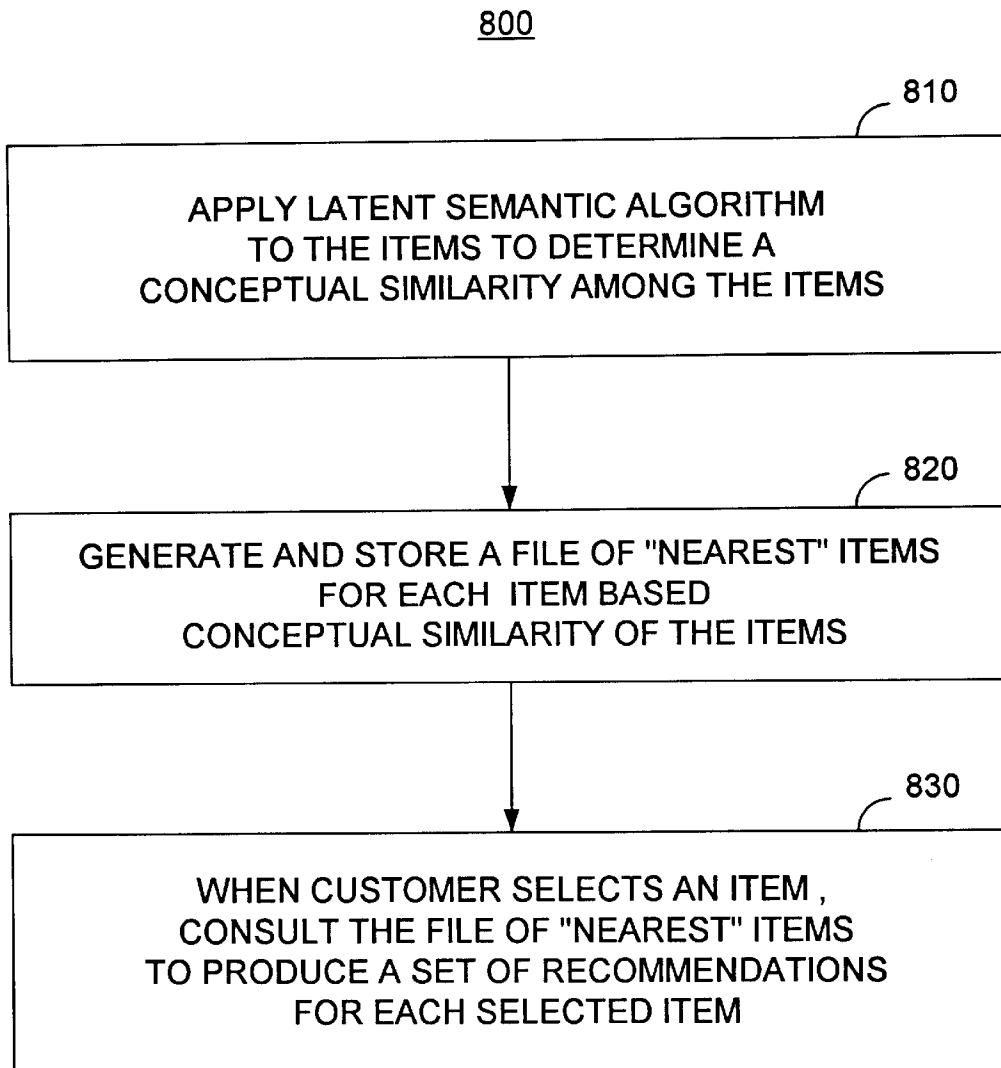 800
810
APPLY LATENT SEMANTIC ALGORITHM
TO THE ITEMS TO DETERMINE A
CONCEPTUAL SIMILARITY AMONG THE ITEMS
820
GENERATE AND STORE A FILE OF "NEAREST" ITEMS
FOR EACH ITEM BASED
CONCEPTUAL SIMILARITY OF THE ITEMS
830
WHEN CUSTOMER SELECTS AN ITEM ,
CONSULT THE FILE OF "NEAREST" ITEMS
TO PRODUCE A SET OF RECOMMENDATIONS
FOR EACH SELECTED ITEM